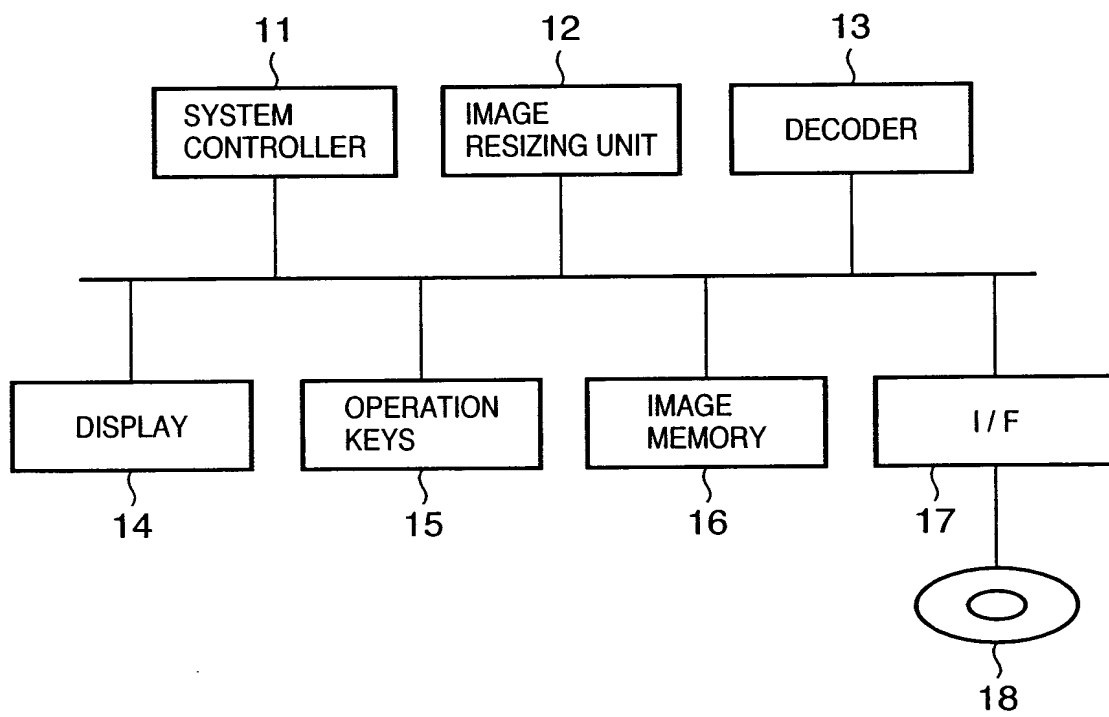 11
12
13
SYSTEM
CONTROLLER
IMAGE
RESIZING UNIT
DECODER
DISPLAY
OPERATION
KEYS
IMAGE
MEMORY
I / F
14
15
16
17
18